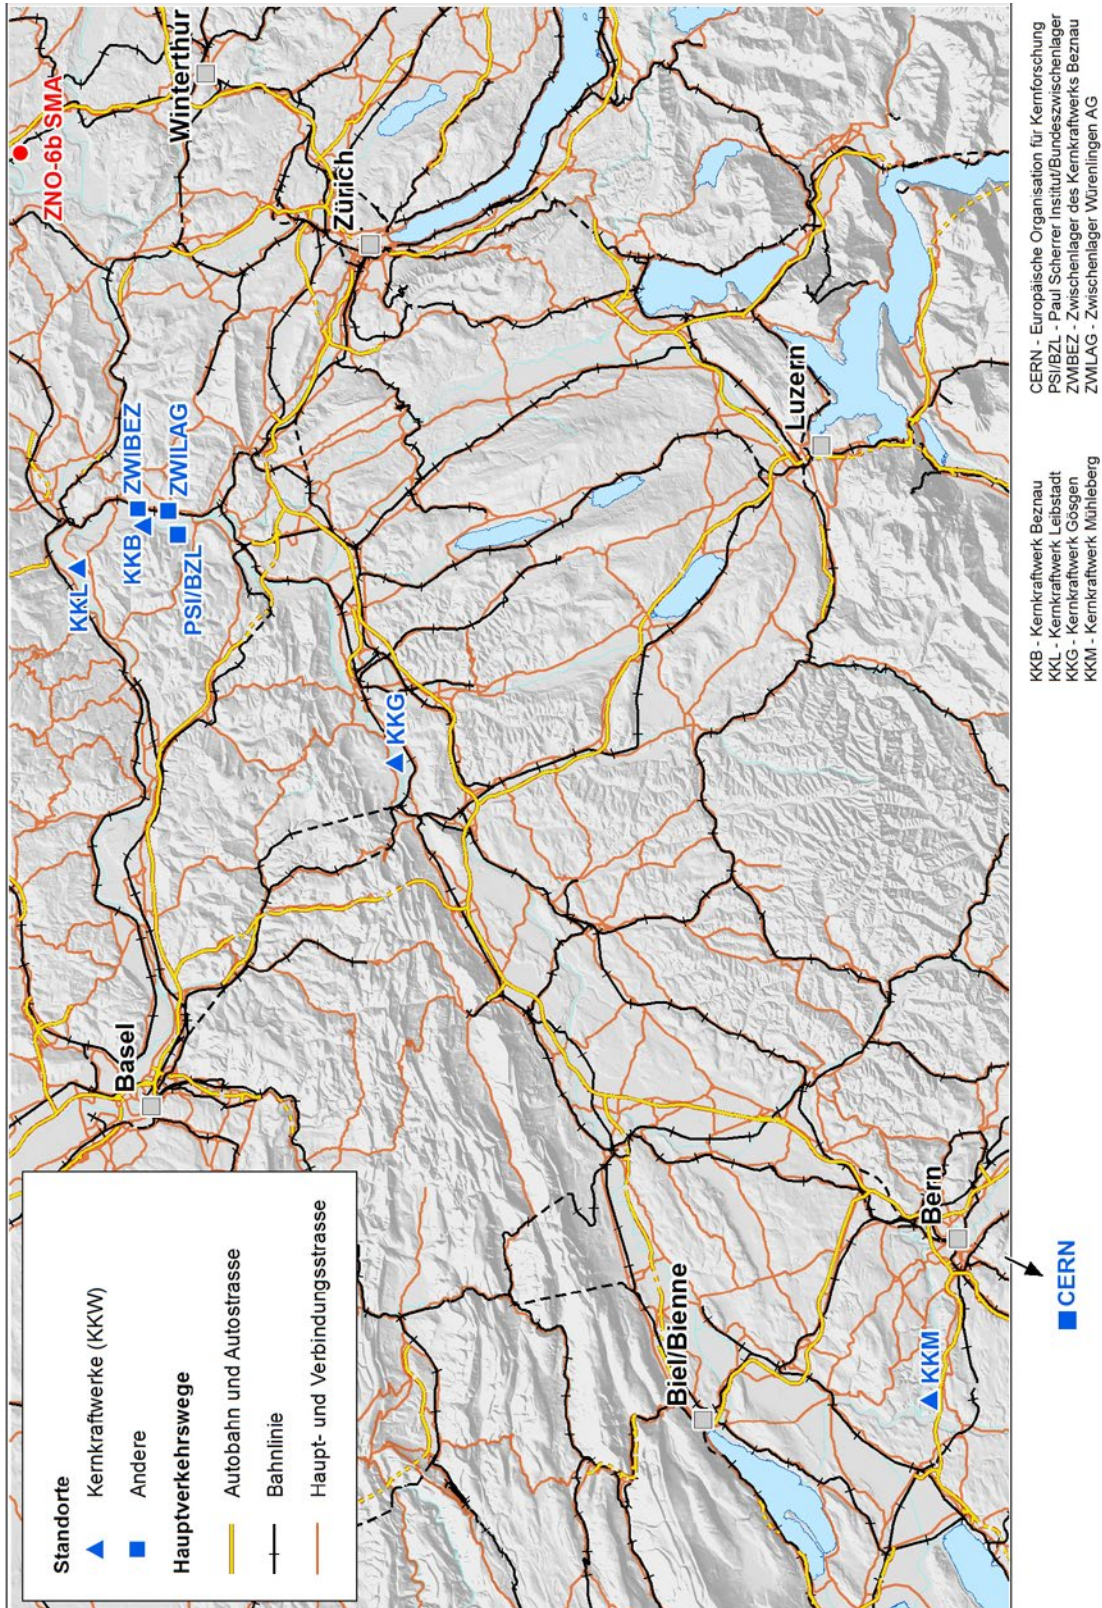 Standorte
Kernkraftwerke (KKW)
Andere
Hauptverkehrswege
Autobahn und Autostrasse
Bahnlinie
Haupt- und Verbindungsstrasse
Basel
KKL
KKB
ZWIBEZ
ZWILAG
PSI/BZL
ZNO-6b SMA
Winterthur
Zürich
KKG
Luzern
Biel/Bienne
Bern
KKM
CERN
KKB - Kernkraftwerk Beznau
KKL - Kernkraftwerk Leibstadt
KKG - Kernkraftwerk Gösgen
KKM - Kernkraftwerk Mühleberg
CERN - Europäische Organisation für Kernforschung
PSI/BZL - Paul Scherrer Institut/Bundeszwischenlager
ZWIBEZ - Zwischenlager des Kernkraftwerks Beznau
ZWILAG - Zwischenlager Würenlingen AG